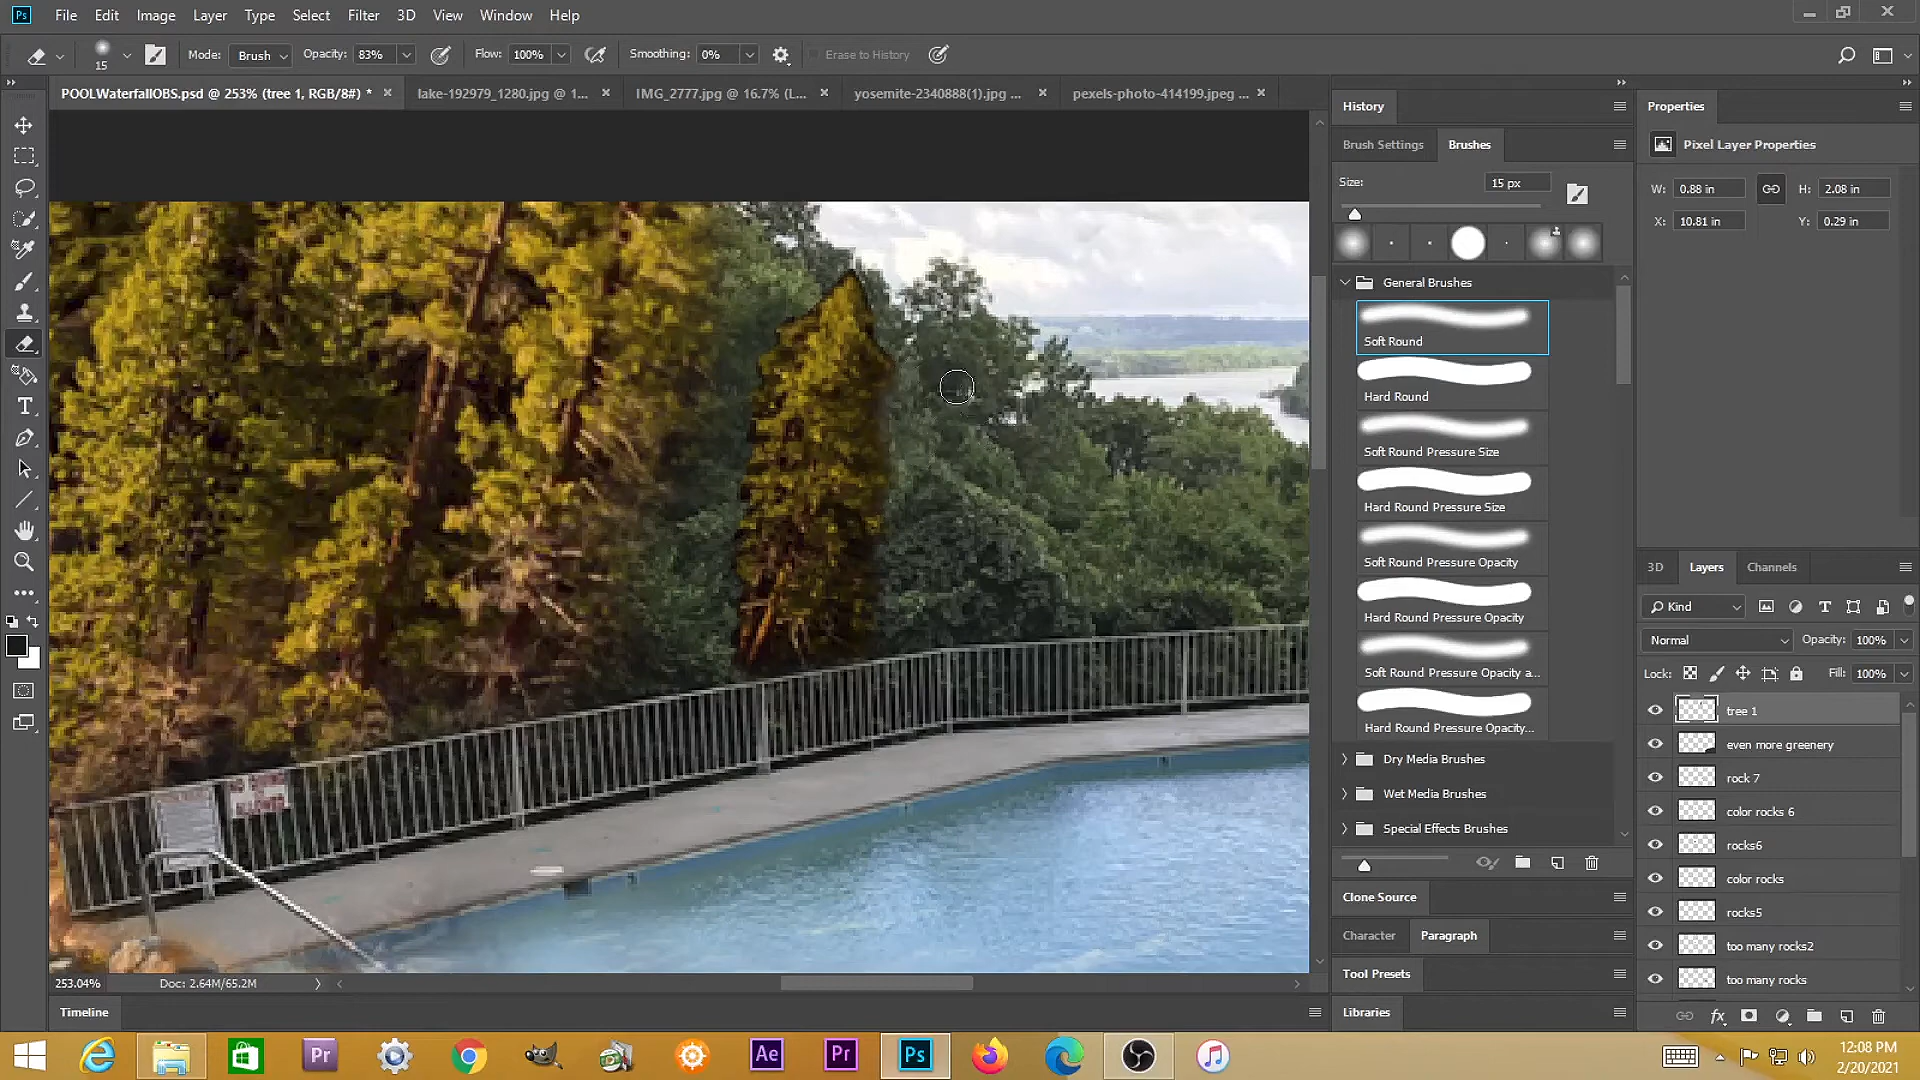 Ps File Edit Image Layer Type Select Filter 3D View Window Help
15 Mode: Brush Opacity: 83% Flow: 100% Smoothing: 0% Erase to History
POOLWaterfallOBS.psd @ 253% (tree 1, RGB/8#) * lake-192979_1280.jpg @ 1... IMG_2777.jpg @ 16.7% (L... yosemite-2340888(1).jpg ... pexels-photo-414199.jpeg ...
History
Brush Settings Brushes
Size: 15 px
General Brushes
Soft Round
Hard Round
Soft Round Pressure Size
Hard Round Pressure Size
Soft Round Pressure Opacity
Hard Round Pressure Opacity
Soft Round Pressure Opacity a...
Hard Round Pressure Opacity...
Dry Media Brushes
Wet Media Brushes
Special Effects Brushes
Clone Source
Character Paragraph
Tool Presets
Libraries
Properties
Pixel Layer Properties
W: 0.88 in H: 2.08 in
X: 10.81 in Y: 0.29 in
3D Layers Channels
Kind
Normal Opacity: 100%
Lock: Fill: 100%
tree 1
even more greenery
rock 7
color rocks 6
rocks6
color rocks
rocks5
too many rocks2
too many rocks
fx
253.04% Doc: 2.64M/65.2M
Timeline
Pr Ae Pr Ps
12:08 PM
2/20/2021